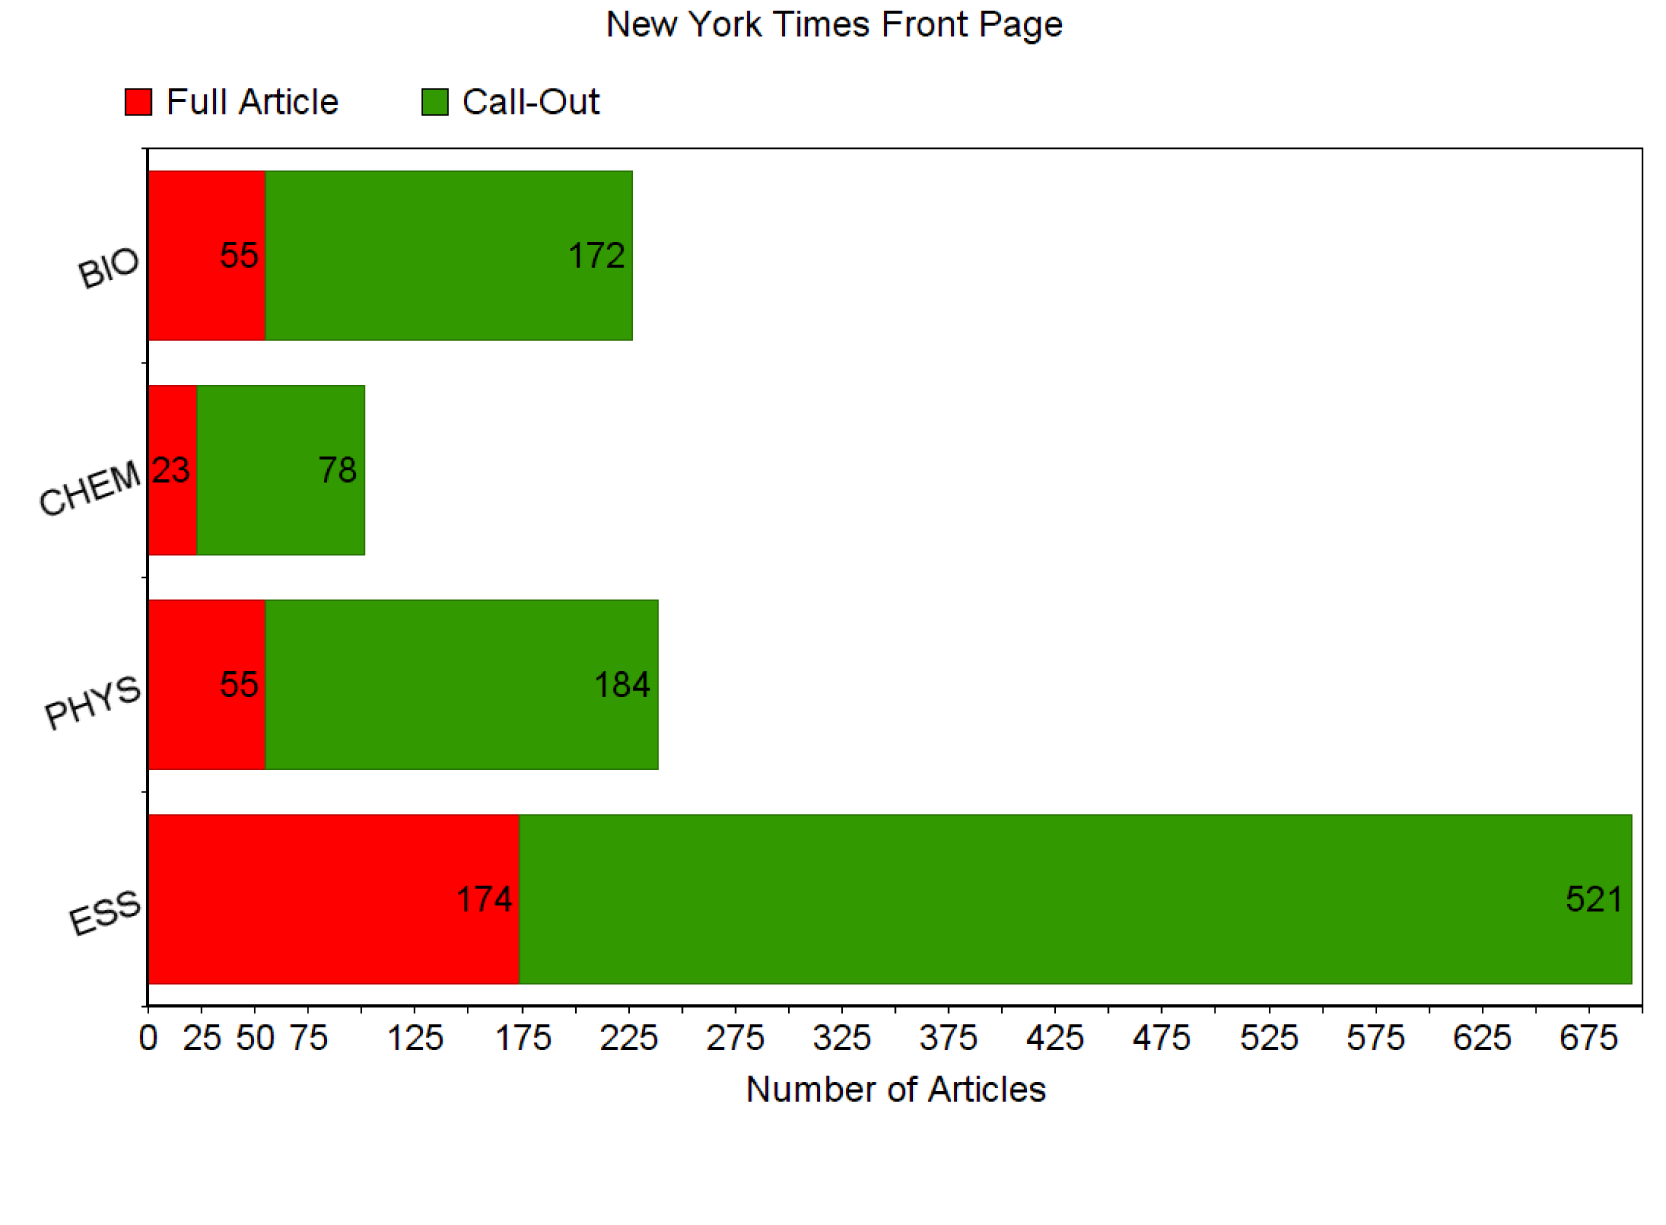 New York Times Front Page
Full Article Call-Out
BIO 55 172
CHEM 23 78
PHYS 55 184
ESS 174 521
0 25 50 75 125 175 225 275 325 375 425 475 525 575 625 675
Number of Articles